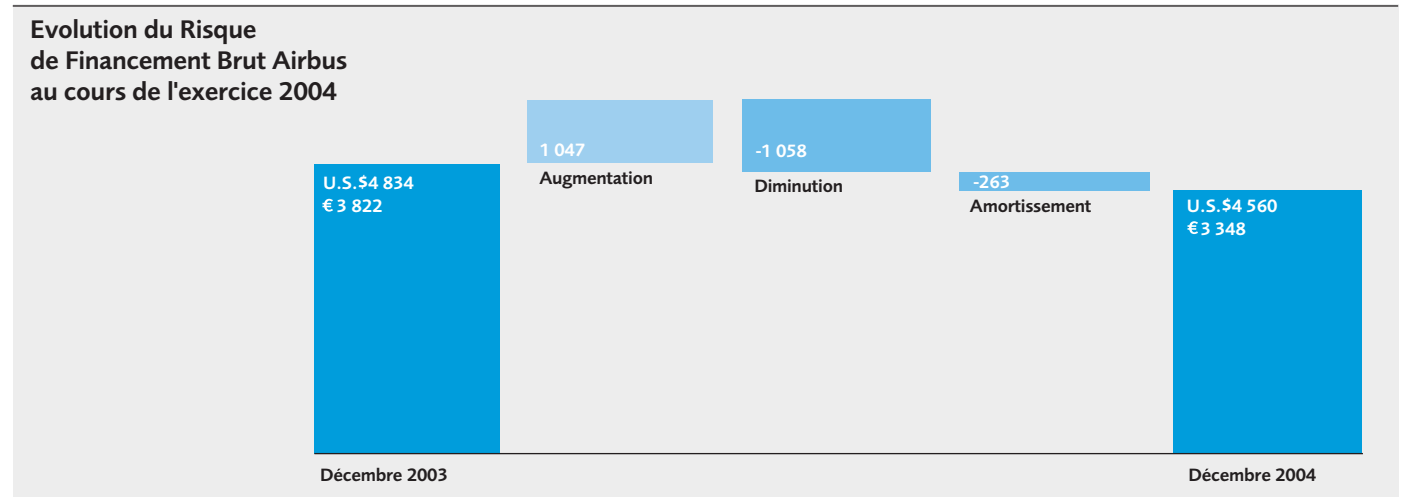 Evolution du Risque
de Financement Brut Airbus
au cours de l'exercice 2004
U.S.$4 834
€ 3 822
1 047
Augmentation
-1 058
Diminution
-263
Amortissement
U.S.$4 560
€ 3 348
Décembre 2003
Décembre 2004